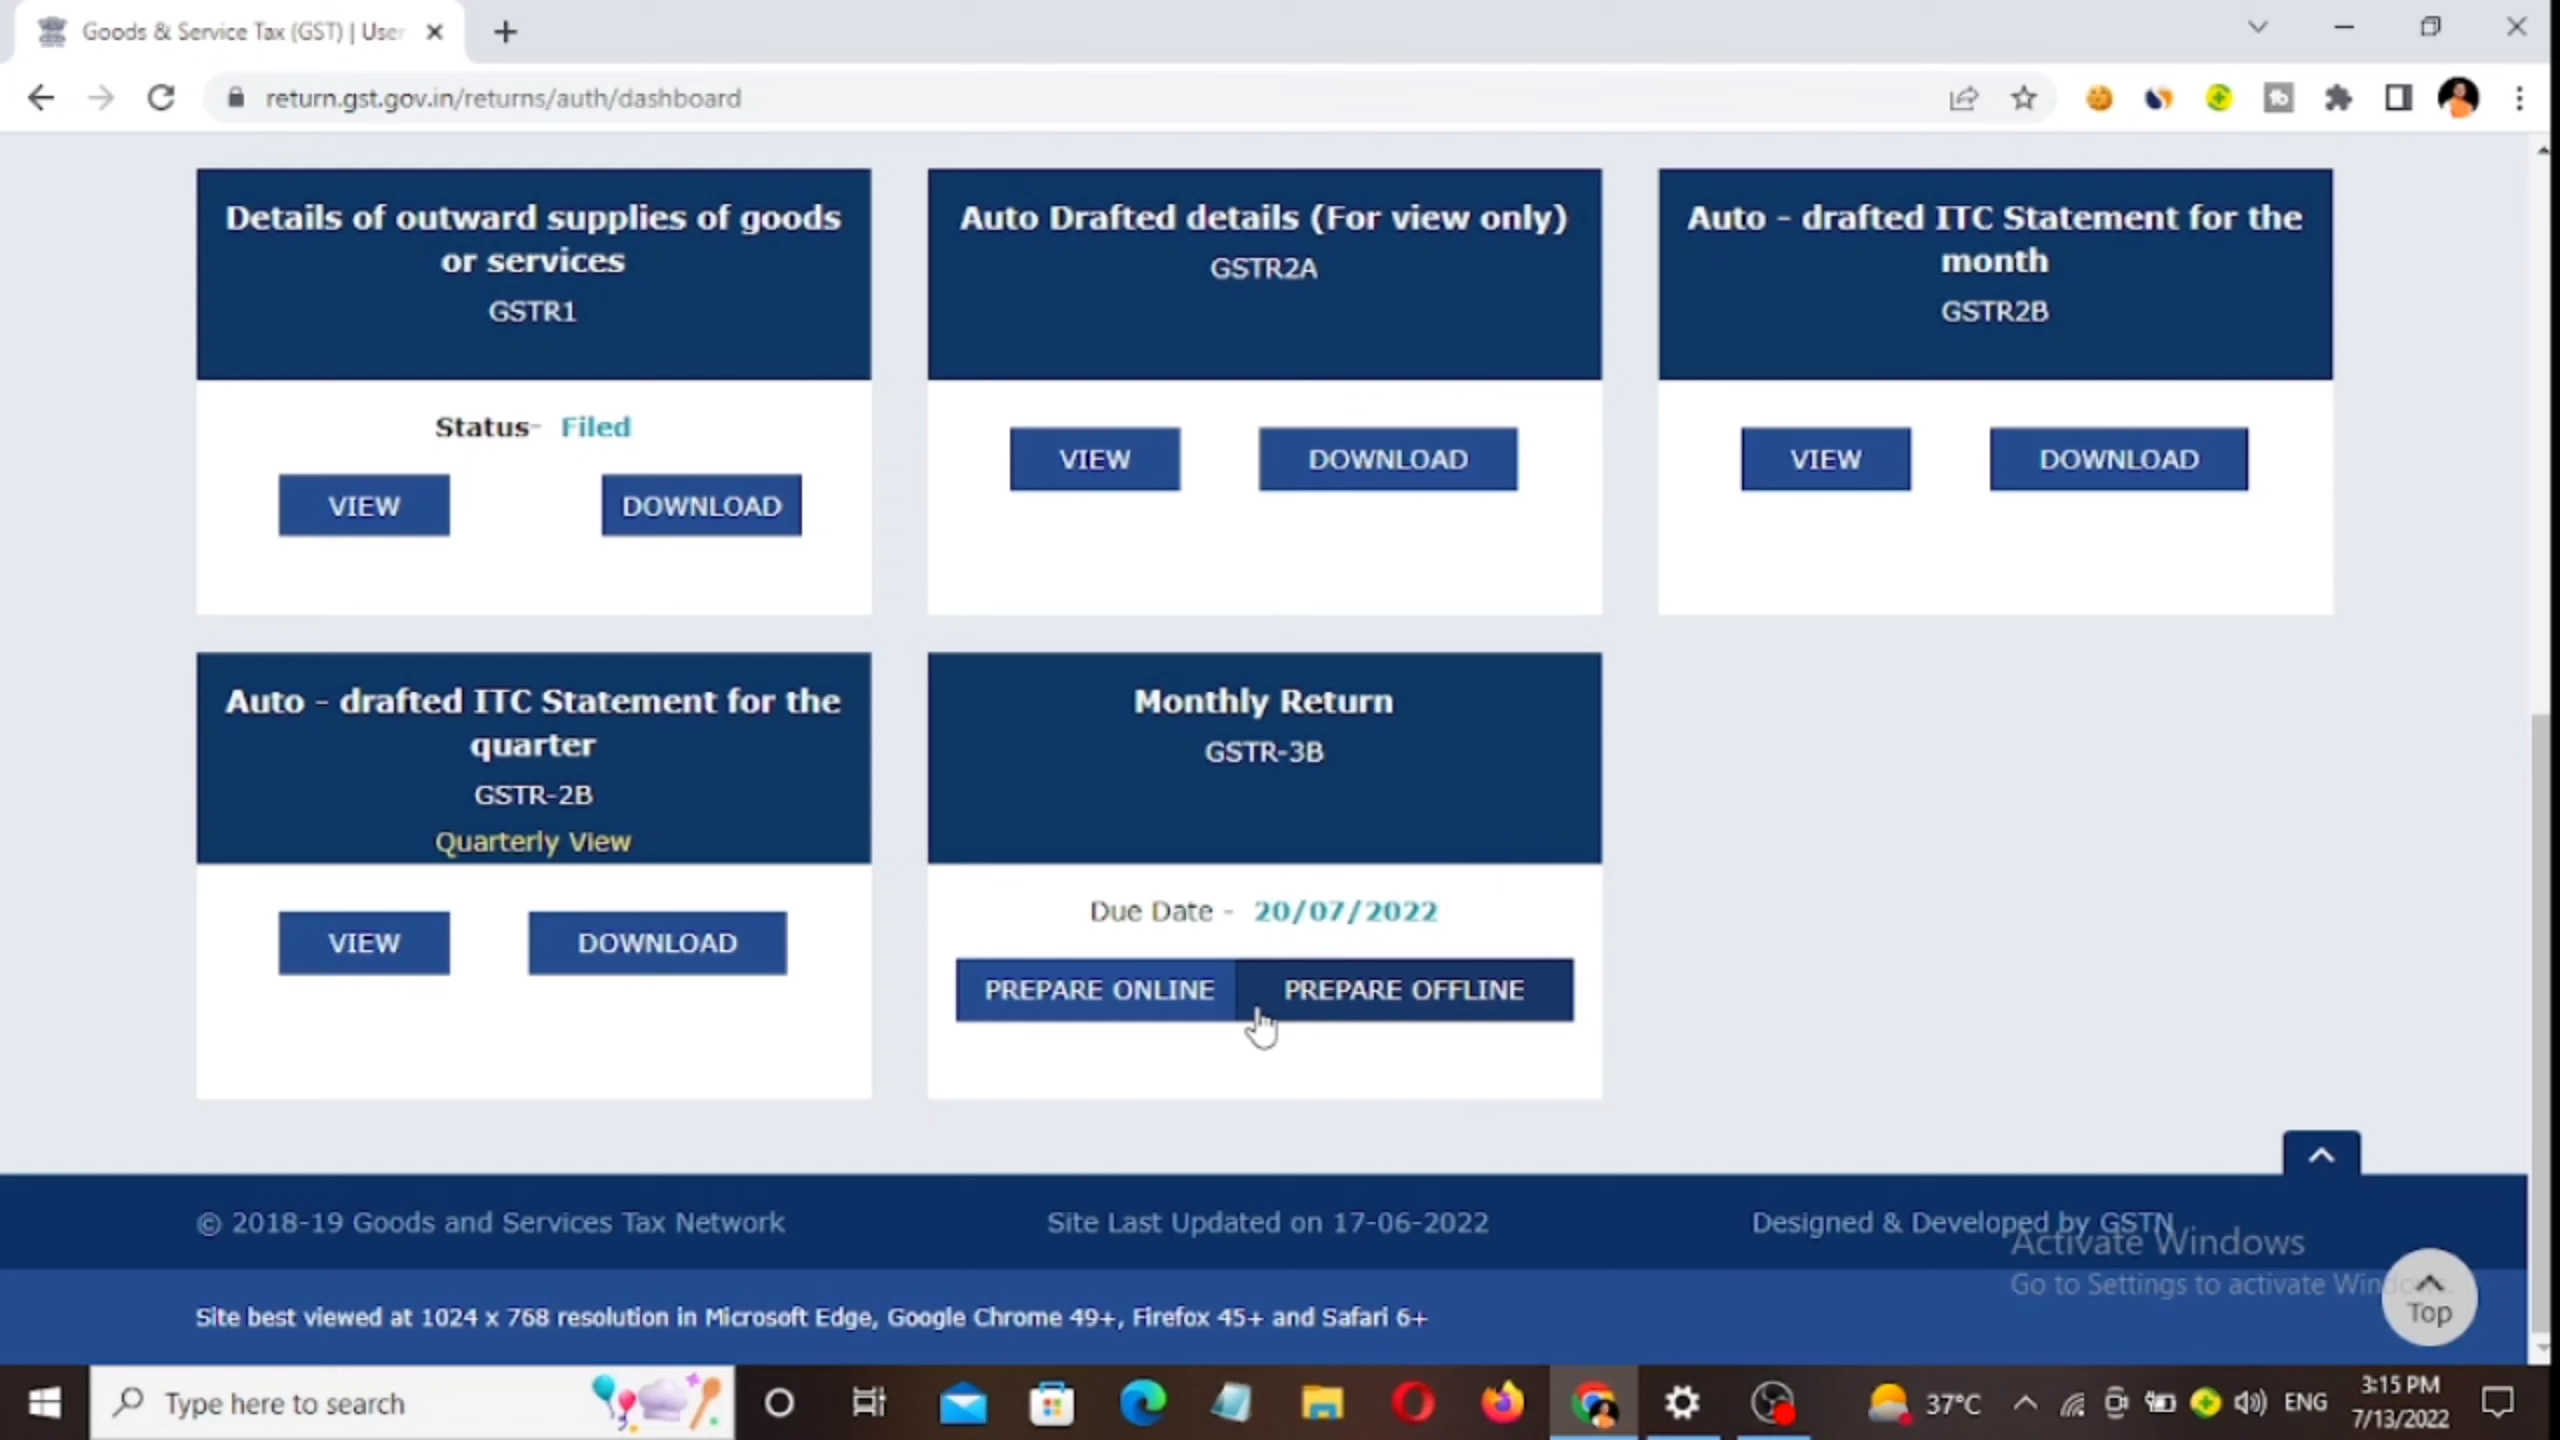 Goods & Service Tax (GST) | User
return.gst.gov.in/returns/auth/dashboard
Details of outward supplies of goods
or services
GSTR1
Status- Filed
VIEW DOWNLOAD
Auto Drafted details (For view only)
GSTR2A
VIEW DOWNLOAD
Auto - drafted ITC Statement for the
month
GSTR2B
VIEW DOWNLOAD
Auto - drafted ITC Statement for the
quarter
GSTR-2B
Quarterly View
VIEW DOWNLOAD
Monthly Return
GSTR-3B
Due Date - 20/07/2022
PREPARE ONLINE PREPARE OFFLINE
© 2018-19 Goods and Services Tax Network Site Last Updated on 17-06-2022 Designed & Developed by GSTN
Activate Windows
Go to Settings to activate Windows.
Top
Site best viewed at 1024 x 768 resolution in Microsoft Edge, Google Chrome 49+, Firefox 45+ and Safari 6+
Type here to search
37°C
ENG
3:15 PM
7/13/2022